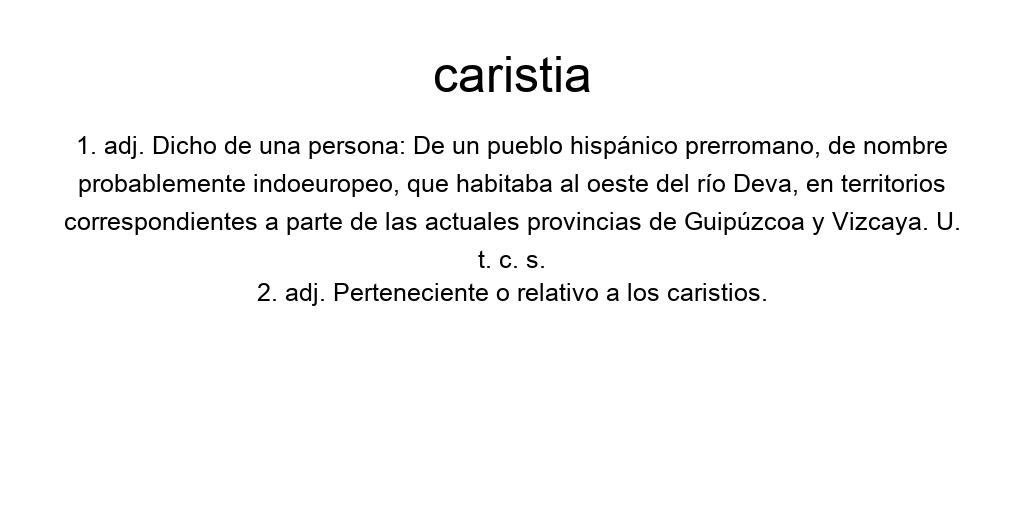 caristia
1. adj. Dicho de una persona: De un pueblo hispánico prerromano, de nombre
probablemente indoeuropeo, que habitaba al oeste del río Deva, en territorios
correspondientes a parte de las actuales provincias de Guipúzcoa y Vizcaya. U.
t. c. s.
2. adj. Perteneciente o relativo a los caristios.